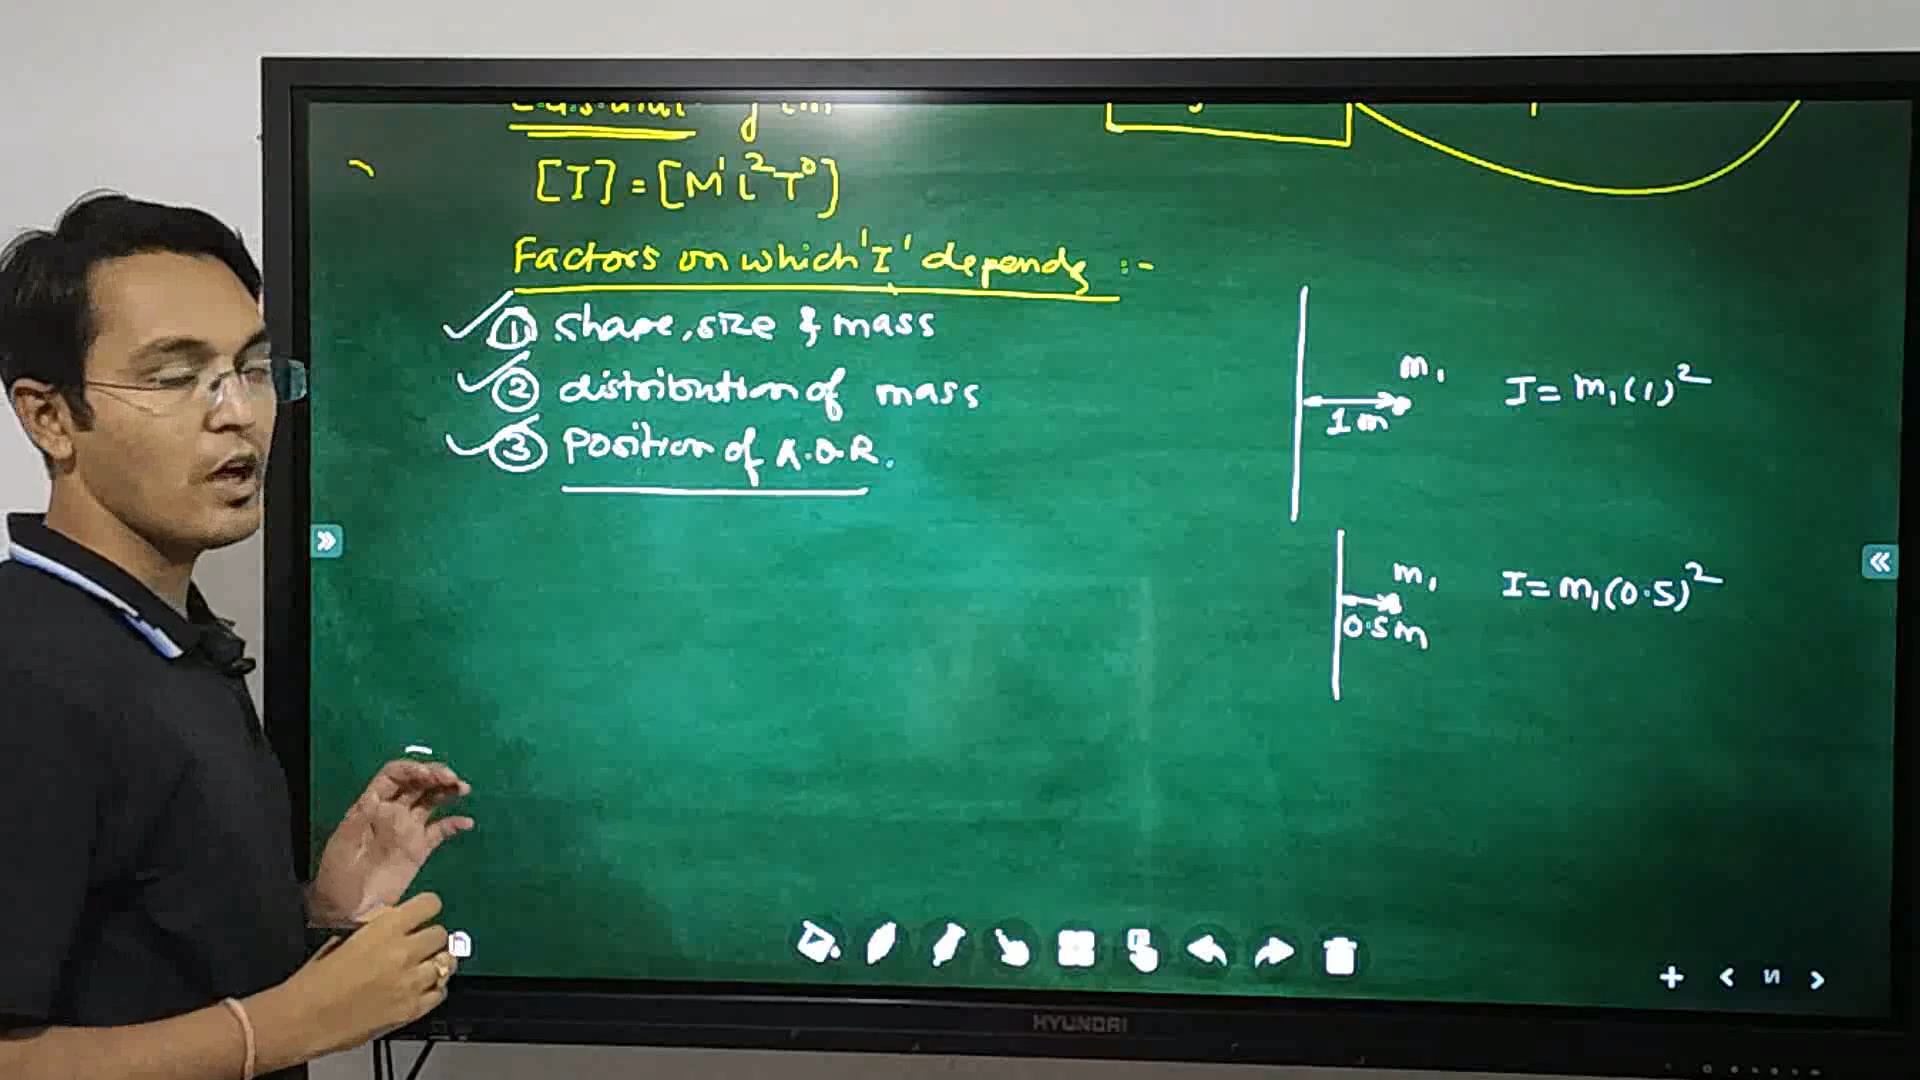 [I] = [M¹L²T⁰]
Factors on which 'I' depends :-
① shape, size & mass
② distribution of mass
③ Position of A.O.R.
m₁
1 m
I = m₁(1)²
m₁
0.5m
I = m₁(0.5)²
HYUNDAI